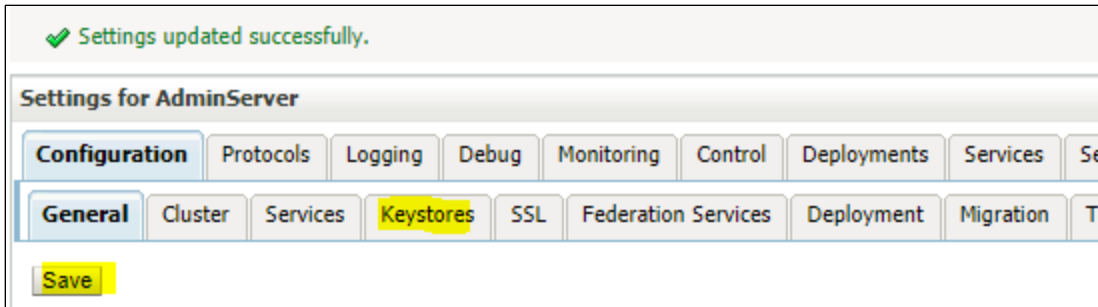 Settings updated successfully.
Settings for AdminServer
Configuration Protocols Logging Debug Monitoring Control Deployments Services
General Cluster Services Keystores SSL Federation Services Deployment Migration
Save